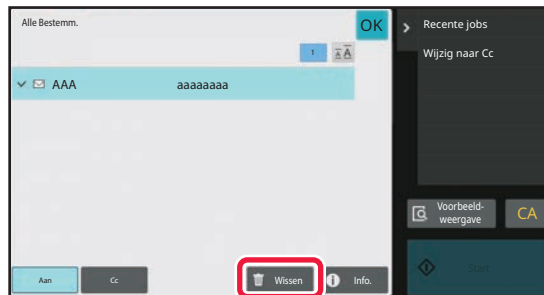 Alle Bestemm.
OK
1
AAA aaaaaaaa
Aan
Cc
Wissen
Info.
Recente jobs
Wijzig naar Cc
Voorbeeld-
weergave
CA
Start